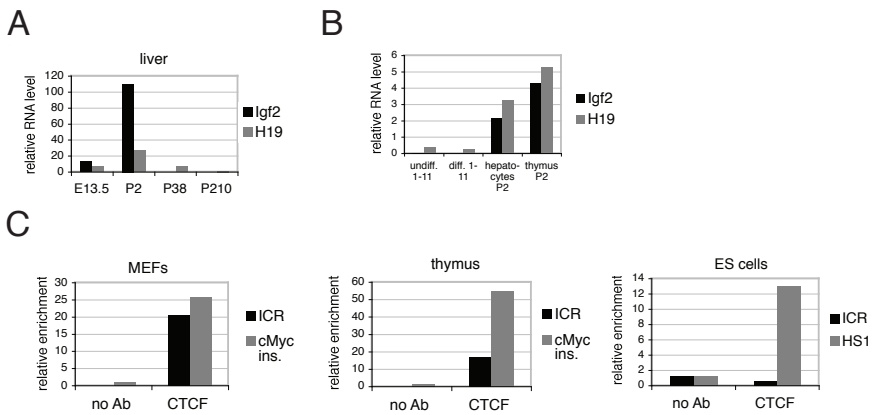 A
liver
relative RNA level
120
100
80
60
40
20
0
E13.5 P2 P38 P210
Igf2
H19
B
relative RNA level
6
5
4
3
2
1
0
undiff. 1-11
diff. 1-11
hepato-
cytes
P2
thymus
P2
Igf2
H19
C
MEFs
relative enrichment
30
25
20
15
10
5
0
no Ab CTCF
ICR
cMyc
ins.
thymus
relative enrichment
60
50
40
30
20
10
0
no Ab CTCF
ICR
cMyc
ins.
ES cells
relative enrichment
14
12
10
8
6
4
2
0
no Ab CTCF
ICR
HS1